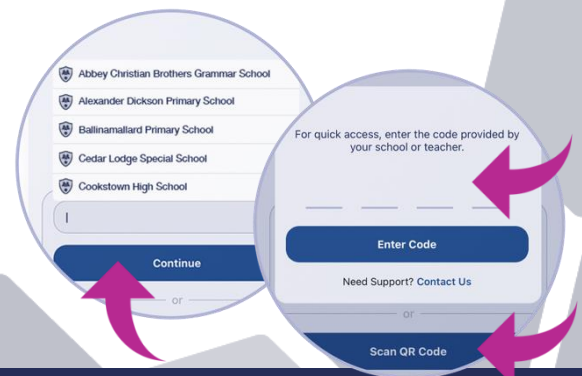 Abbey Christian Brothers Grammar School
Alexander Dickson Primary School
Ballinamallard Primary School
Cedar Lodge Special School
Cookstown High School
Continue
or
For quick access, enter the code provided by
your school or teacher.
Enter Code
Need Support? Contact Us
or
Scan QR Code